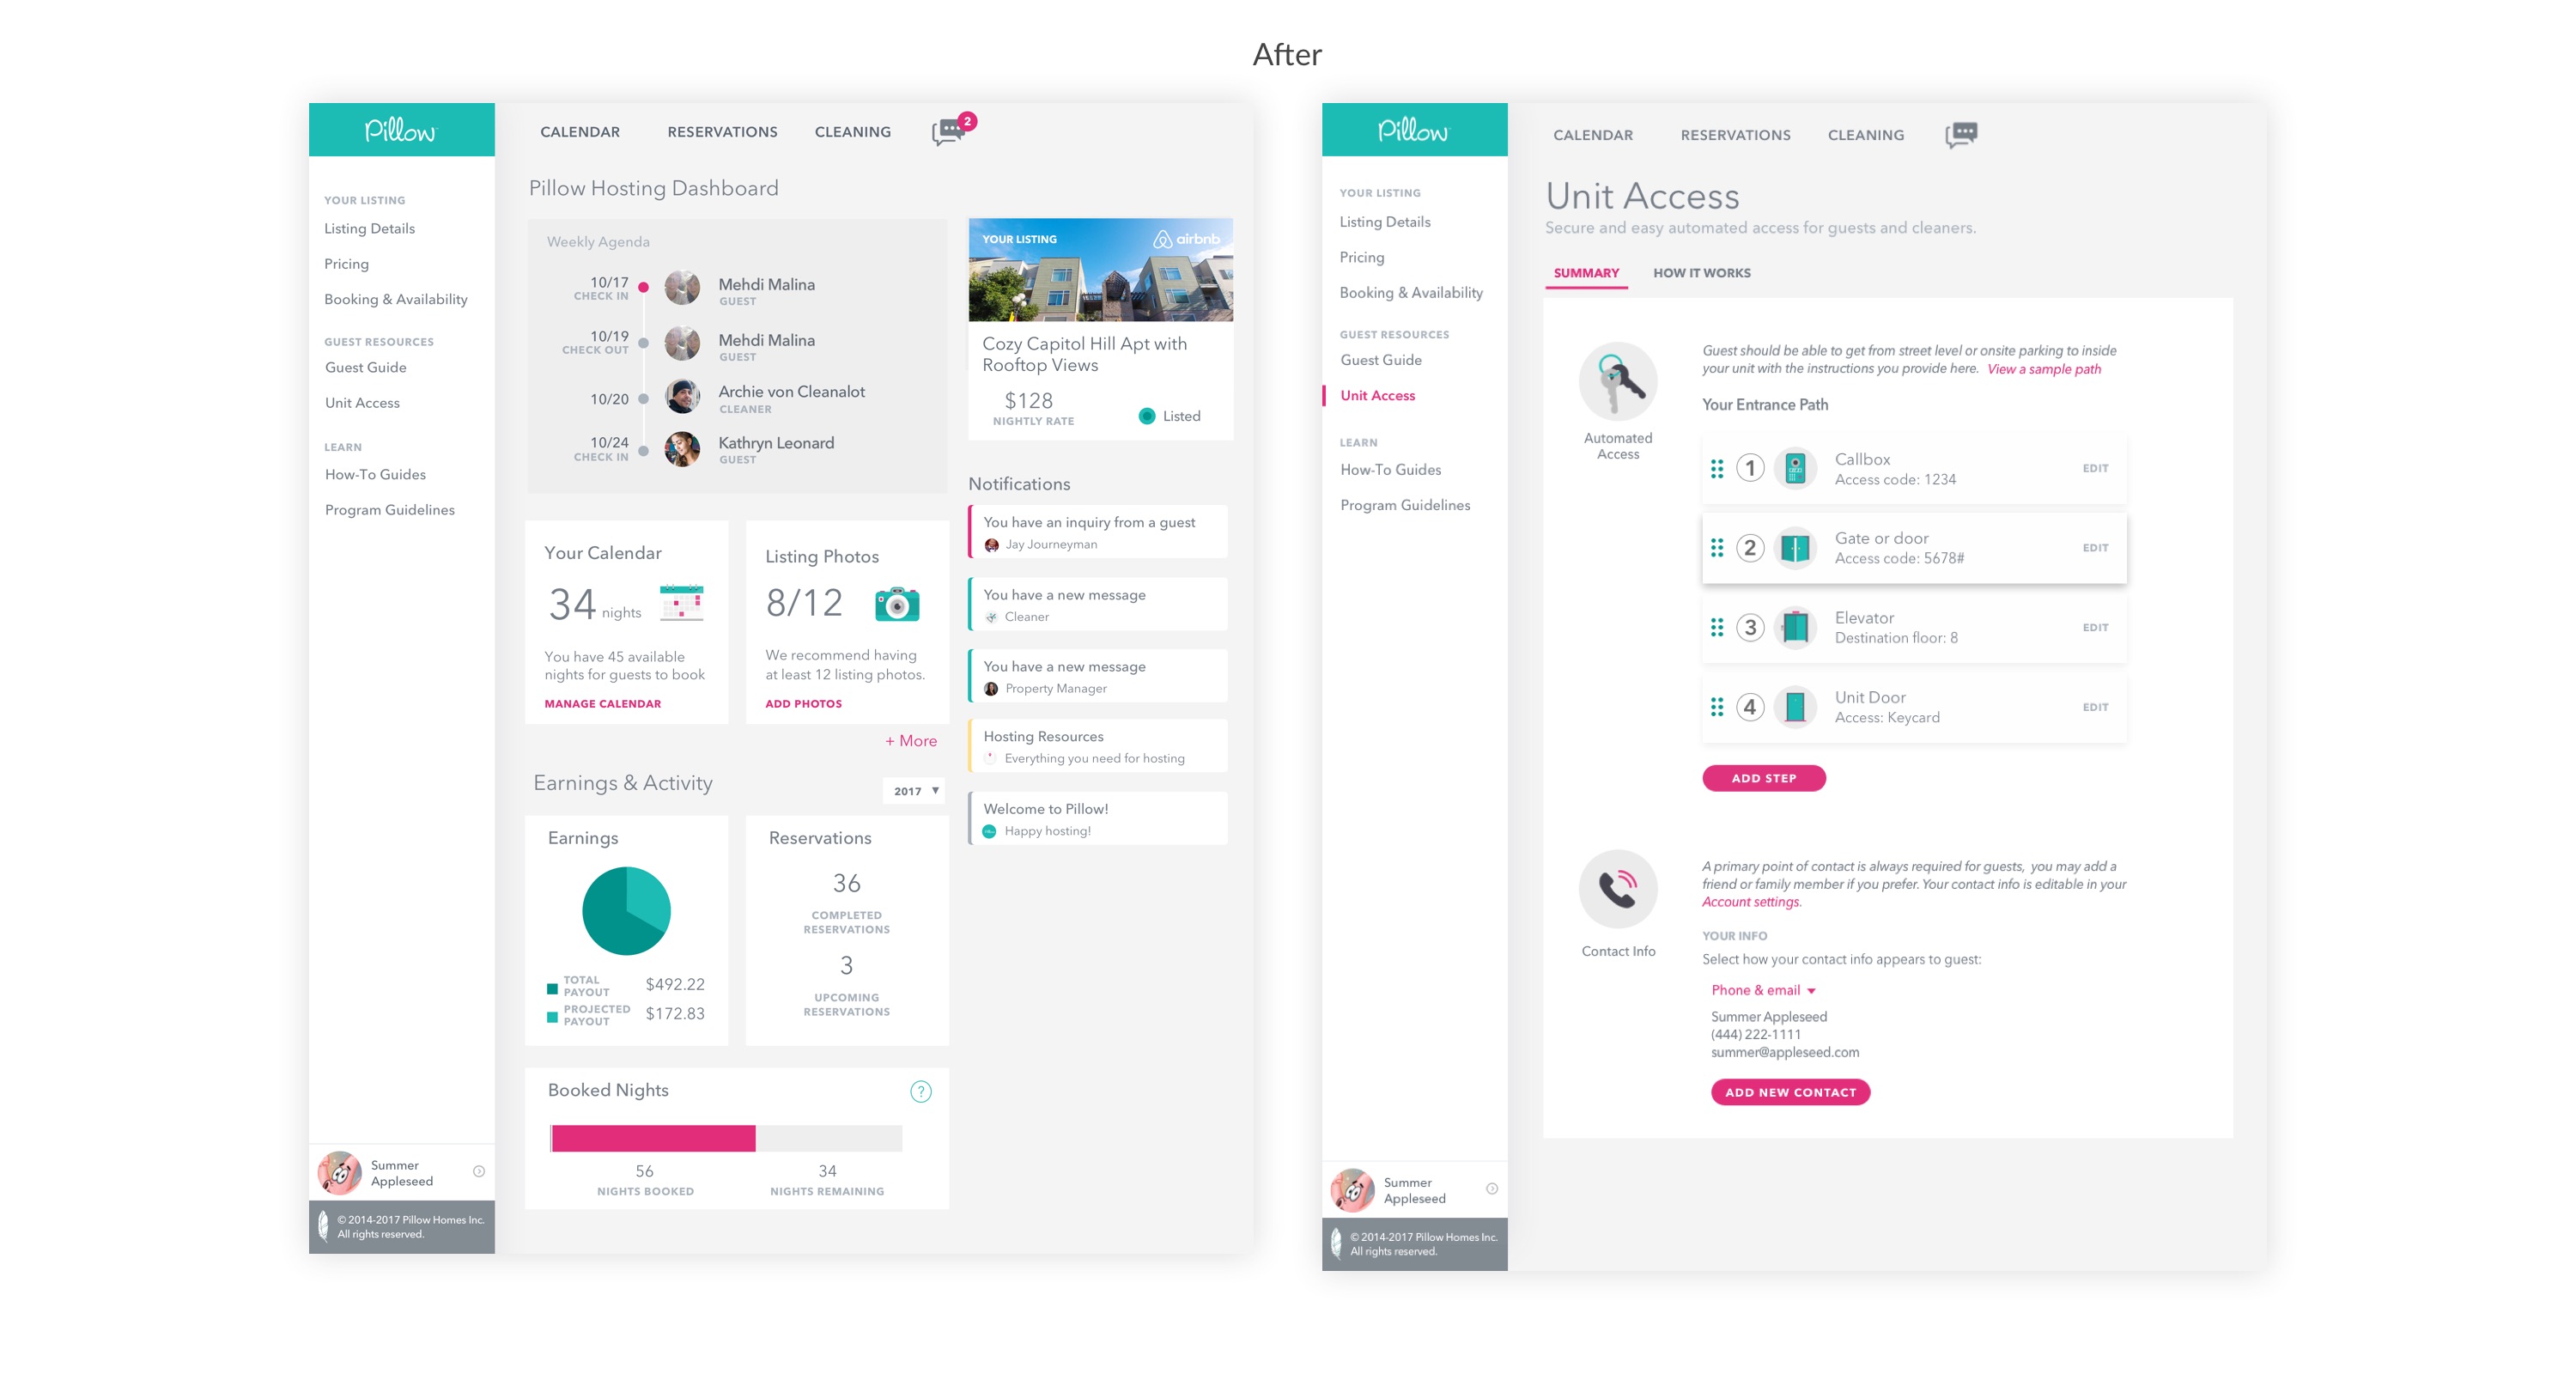 After
Pillow
YOUR LISTING
Listing Details
Pricing
Booking & Availability
GUEST RESOURCES
Guest Guide
Unit Access
LEARN
How-To Guides
Program Guidelines
Summer
Appleseed
© 2014-2017 Pillow Homes Inc.
All rights reserved.
CALENDAR
RESERVATIONS
CLEANING
2
Pillow Hosting Dashboard
Weekly Agenda
10/17
CHECK IN
Mehdi Malina
GUEST
10/19
CHECK OUT
Mehdi Malina
GUEST
10/20
Archie von Cleanalot
CLEANER
10/24
CHECK IN
Kathryn Leonard
GUEST
YOUR LISTING
airbnb
Cozy Capitol Hill Apt with
Rooftop Views
$128
NIGHTLY RATE
Listed
Your Calendar
34 nights
You have 45 available
nights for guests to book
MANAGE CALENDAR
Listing Photos
8/12
We recommend having
at least 12 listing photos.
ADD PHOTOS
+ More
Notifications
You have an inquiry from a guest
Jay Journeyman
You have a new message
Cleaner
You have a new message
Property Manager
Hosting Resources
Everything you need for hosting
Welcome to Pillow!
Happy hosting!
Earnings & Activity
2017
Earnings
TOTAL
PAYOUT
$492.22
PROJECTED
PAYOUT
$172.83
Reservations
36
COMPLETED
RESERVATIONS
3
UPCOMING
RESERVATIONS
Booked Nights
?
56
NIGHTS BOOKED
34
NIGHTS REMAINING
Pillow
YOUR LISTING
Listing Details
Pricing
Booking & Availability
GUEST RESOURCES
Guest Guide
Unit Access
LEARN
How-To Guides
Program Guidelines
Summer
Appleseed
© 2014-2017 Pillow Homes Inc.
All rights reserved.
CALENDAR
RESERVATIONS
CLEANING
Unit Access
Secure and easy automated access for guests and cleaners.
SUMMARY
HOW IT WORKS
Automated
Access
Guest should be able to get from street level or onsite parking to inside
your unit with the instructions you provide here. View a sample path
Your Entrance Path
1
Callbox
Access code: 1234
EDIT
2
Gate or door
Access code: 5678#
EDIT
3
Elevator
Destination floor: 8
EDIT
4
Unit Door
Access: Keycard
EDIT
ADD STEP
Contact Info
A primary point of contact is always required for guests, you may add a
friend or family member if you prefer. Your contact info is editable in your
Account settings.
YOUR INFO
Select how your contact info appears to guest:
Phone & email
Summer Appleseed
(444) 222-1111
summer@appleseed.com
ADD NEW CONTACT